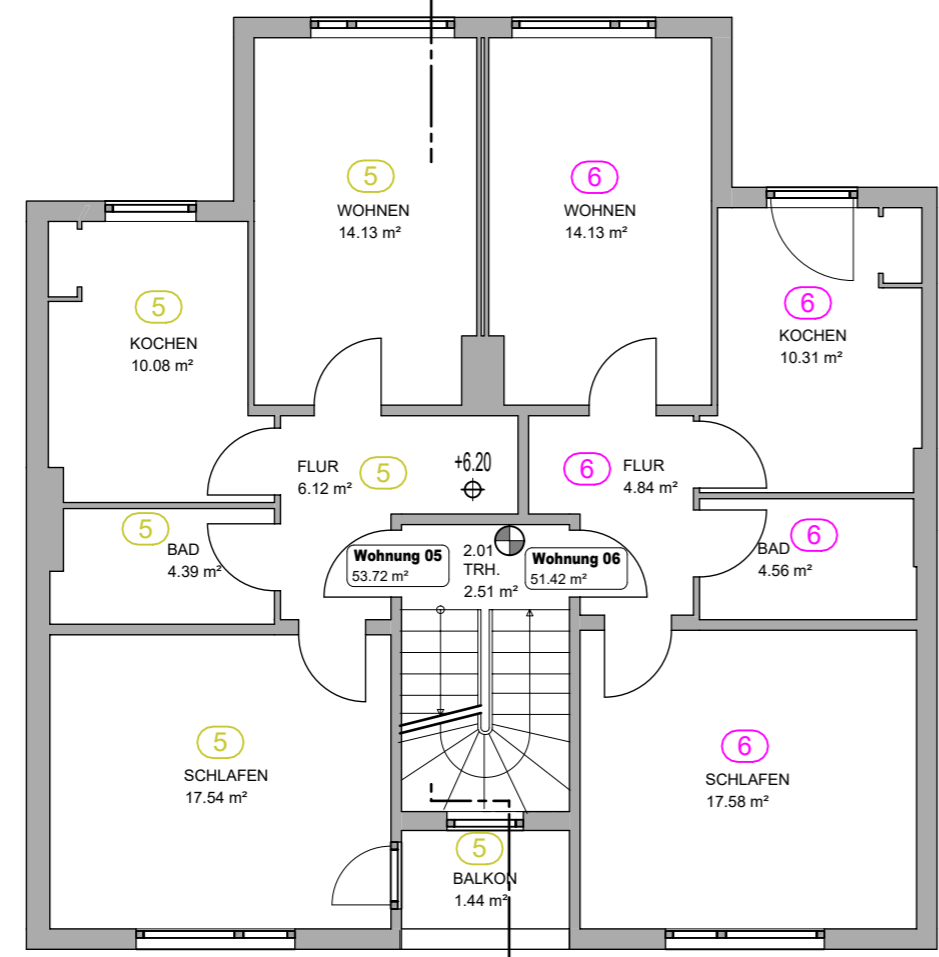 5
WOHNEN
14.13 m²
6
WOHNEN
14.13 m²
5
KOCHEN
10.08 m²
6
KOCHEN
10.31 m²
FLUR
6.12 m²
5
+6.20
6
FLUR
4.84 m²
5
BAD
4.39 m²
Wohnung 05
53.72 m²
2.01
TRH.
2.51 m²
Wohnung 06
51.42 m²
6
BAD
4.56 m²
5
SCHLAFEN
17.54 m²
6
SCHLAFEN
17.58 m²
5
BALKON
1.44 m²